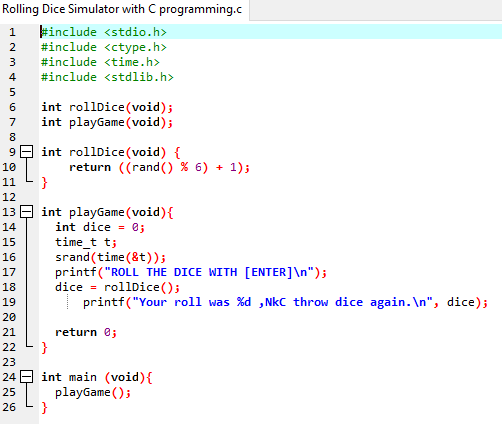 Rolling Dice Simulator with C programming.c
1 #include <stdio.h>
2 #include <ctype.h>
3 #include <time.h>
4 #include <stdlib.h>
5
6 int rollDice(void);
7 int playGame(void);
8
9 int rollDice(void) {
10     return ((rand() % 6) + 1);
11 }
12
13 int playGame(void){
14   int dice = 0;
15   time_t t;
16   srand(time(&t));
17   printf("ROLL THE DICE WITH [ENTER]\n");
18   dice = rollDice();
19       printf("Your roll was %d ,NkC throw dice again.\n", dice);
20
21   return 0;
22 }
23
24 int main (void){
25   playGame();
26 }